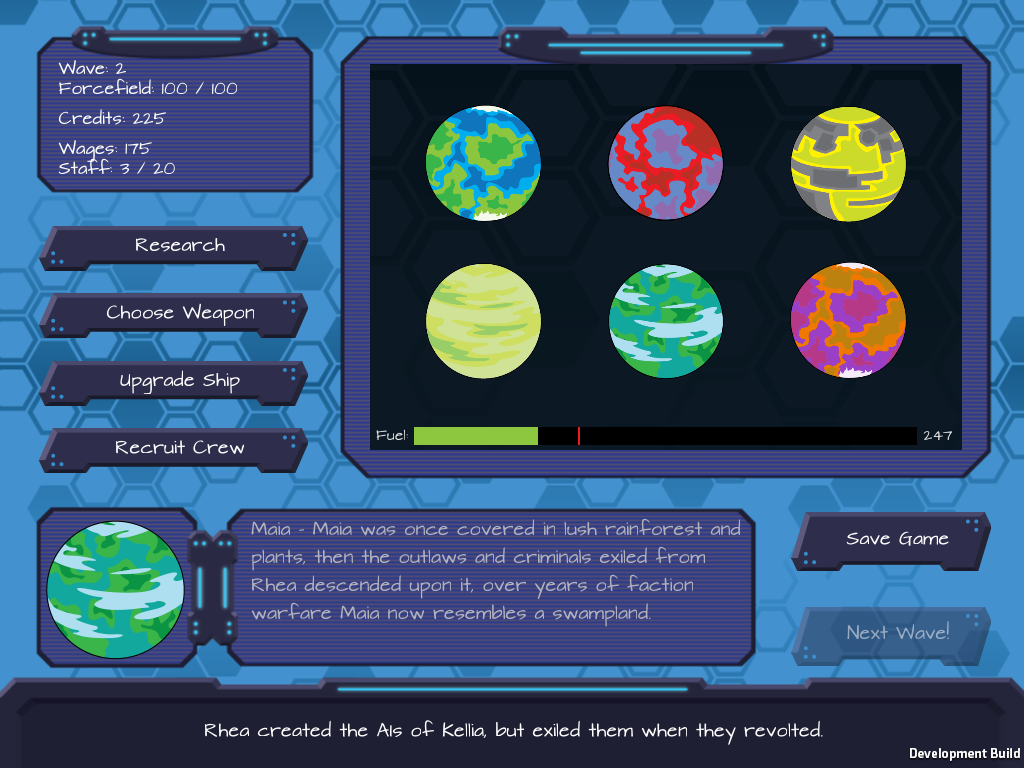 Wave: 2
Forcefield: 100 / 100
Credits: 225
Wages: 175
Staff: 3 / 20
Research
Choose Weapon
Upgrade Ship
Recruit Crew
Fuel:
247
Maia - Maia was once covered in lush rainforest and
plants, then the outlaws and criminals exiled from
Rhea descended upon it, over years of faction
warfare Maia now resembles a swampland.
Save Game
Next Wave!
Rhea created the AIs of Kellia, but exiled them when they revolted.
Development Build